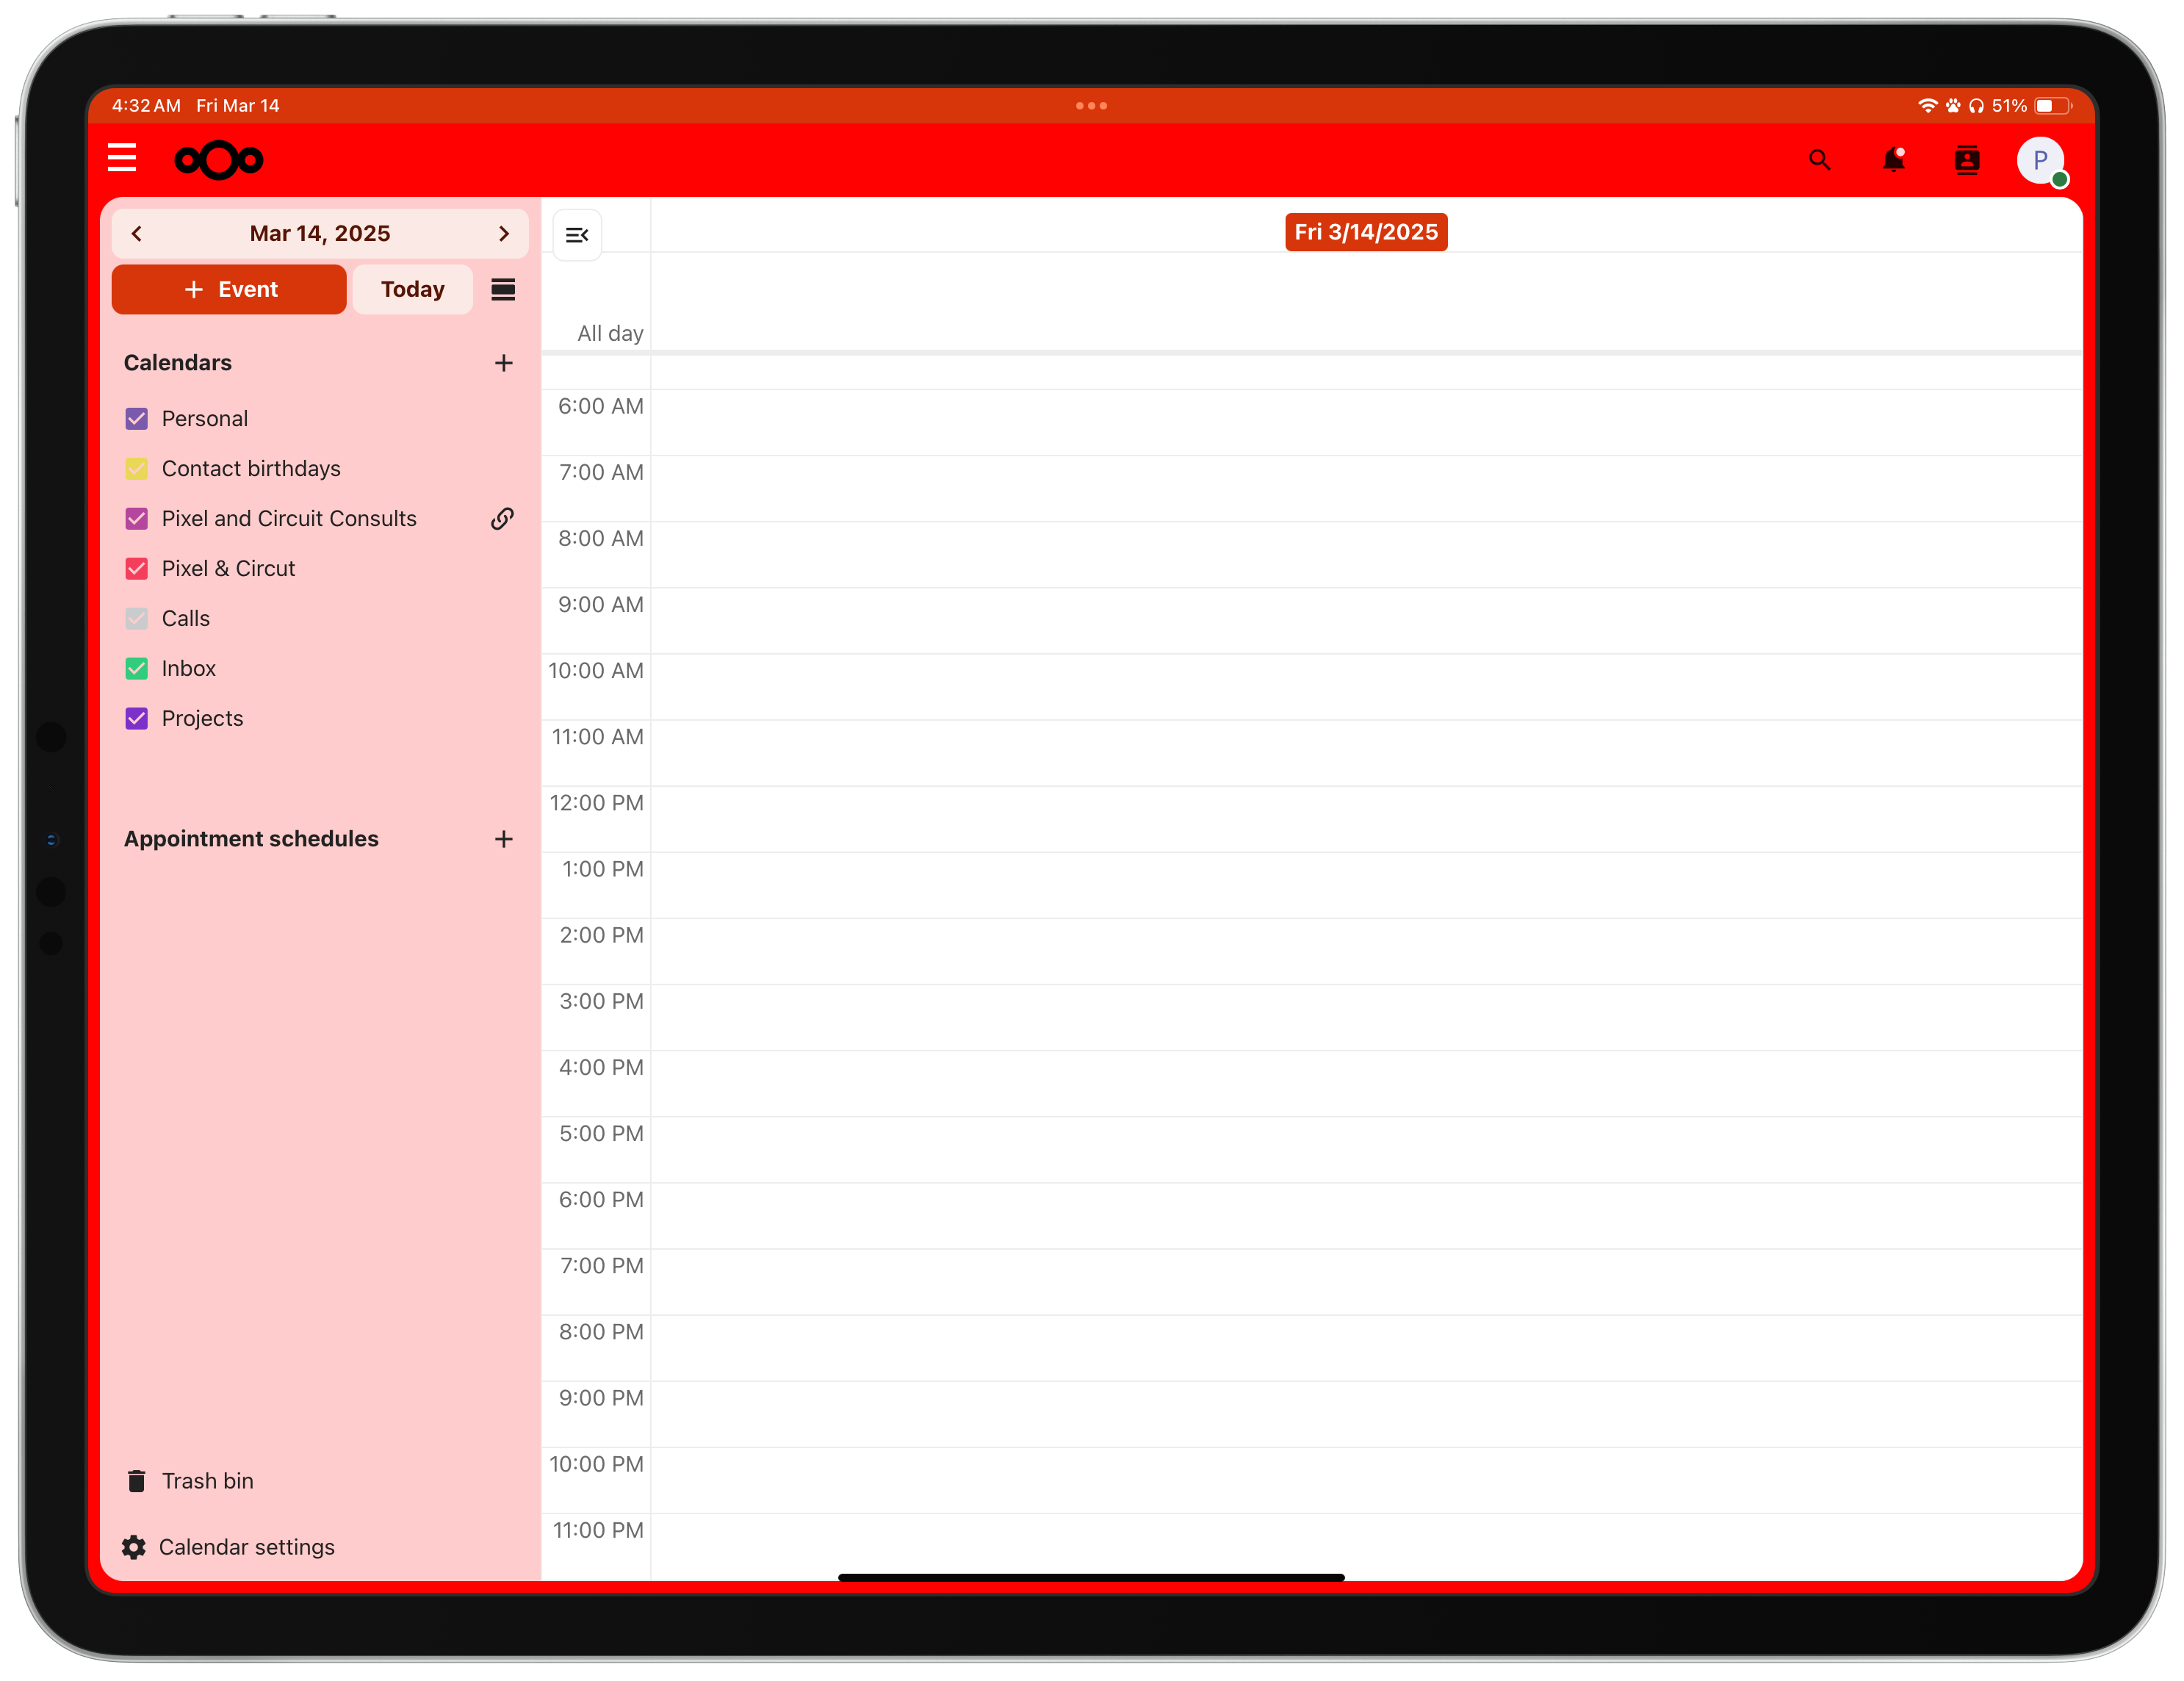 4:32 AM Fri Mar 14
51%
P
Mar 14, 2025
Event
Today
Calendars
Personal
Contact birthdays
Pixel and Circuit Consults
Pixel & Circut
Calls
Inbox
Projects
Appointment schedules
Trash bin
Calendar settings
Fri 3/14/2025
All day
6:00 AM
7:00 AM
8:00 AM
9:00 AM
10:00 AM
11:00 AM
12:00 PM
1:00 PM
2:00 PM
3:00 PM
4:00 PM
5:00 PM
6:00 PM
7:00 PM
8:00 PM
9:00 PM
10:00 PM
11:00 PM